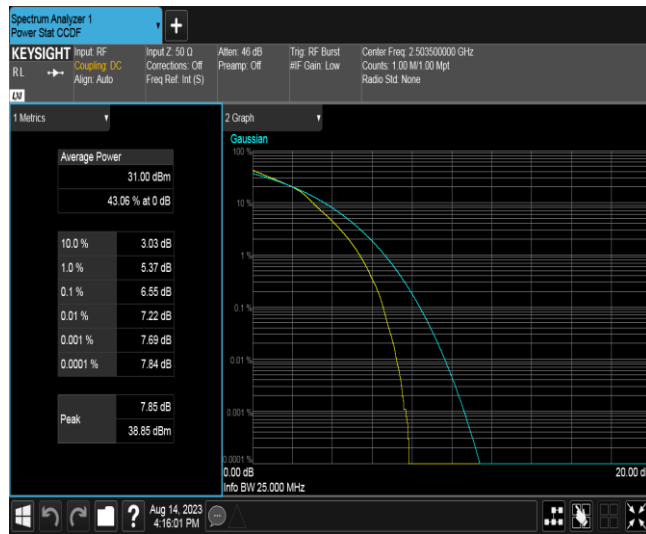 Spectrum Analyzer 1
Power Stat CCDF
KEYSIGHT
RL
LXI
Input: RF
Coupling: DC
Align: Auto
Input Z: 50 Ω
Corrections: Off
Freq Ref: Int (S)
Atten: 46 dB
Preamp: Off
Trig: RF Burst
#IF Gain: Low
Center Freq: 2.503500000 GHz
Counts: 1.00 M/1.00 Mpt
Radio Std: None
1 Metrics
Average Power
31.00 dBm
43.06 % at 0 dB
10.0 % 3.03 dB
1.0 % 5.37 dB
0.1 % 6.55 dB
0.01 % 7.22 dB
0.001 % 7.69 dB
0.0001 % 7.84 dB
Peak
7.85 dB
38.85 dBm
2 Graph
Gaussian
100 %
10 %
1 %
0.1 %
0.01 %
0.001 %
0.0001 %
0.00 dB
20.00 d
Info BW 25.000 MHz
?
Aug 14, 2023
4:16:01 PM